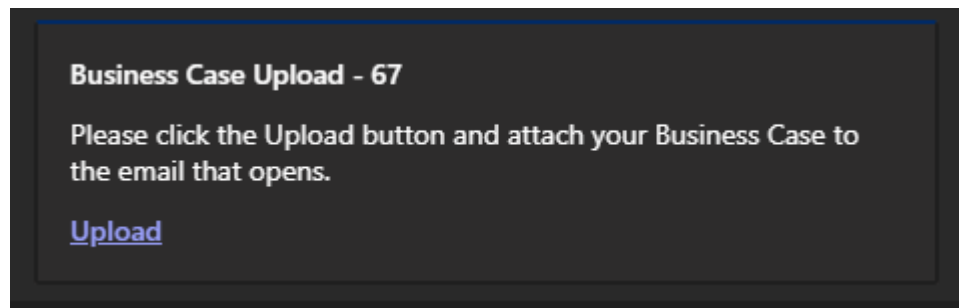 Business Case Upload - 67
Please click the Upload button and attach your Business Case to
the email that opens.
Upload